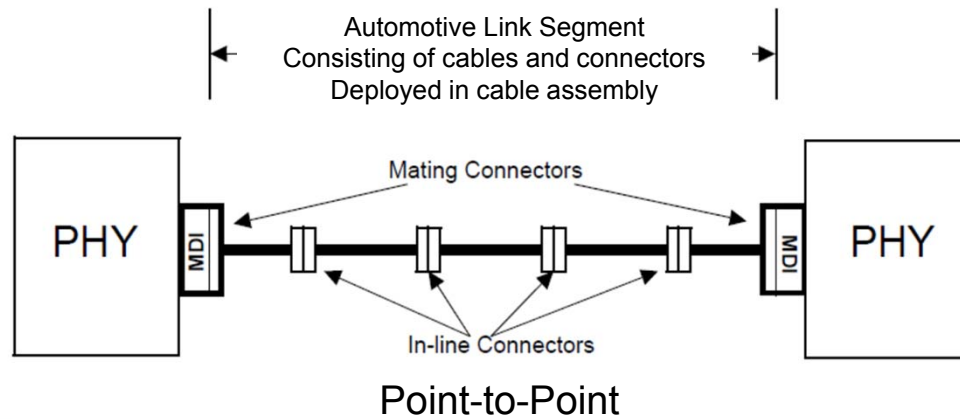 Automotive Link Segment
Consisting of cables and connectors
Deployed in cable assembly
Mating Connectors
PHY
MDI
MDI
PHY
In-line Connectors
Point-to-Point